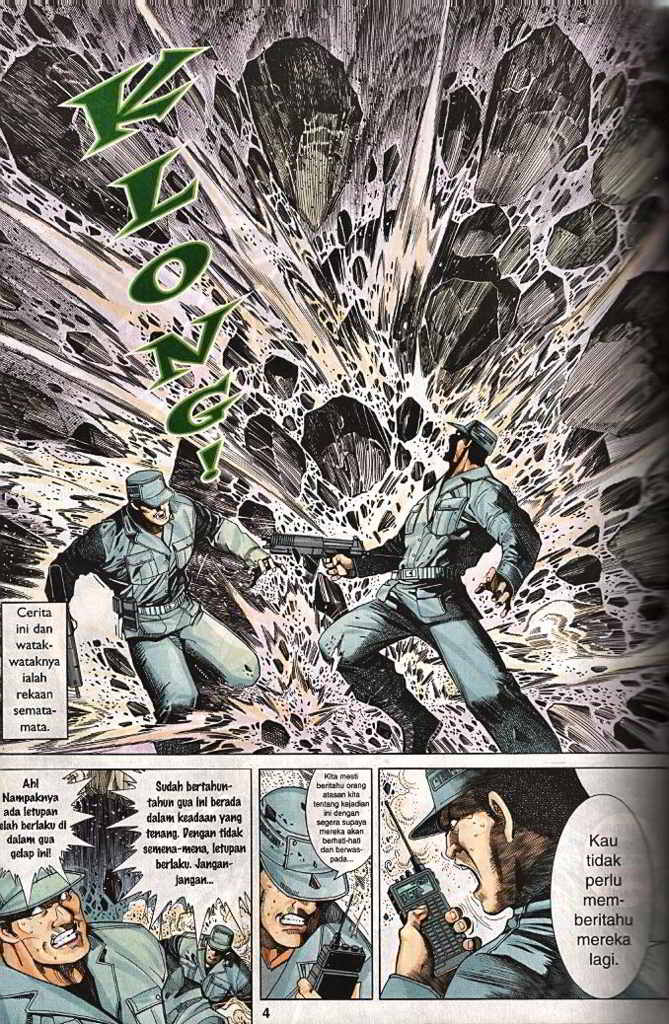 KLONG!
Cerita
ini dan
watak-
wataknya
ialah
rekaan
semata-
mata.
Ah!
Nampaknya
ada letupan
elah berlaku di
dalam gua
gelap ini!
Sudah bertahun-
tahun gua ini berada
dalam keadaan yang
tenang. Dengan tidak
semena-mena, letupan
berlaku. Jangan-
jangan...
Kita mesti
beritahu orang
atasan kita
tentang kejadian
ini dengan
segera supaya
mereka akan
berhati-hati
dan berwas-
pada...
Kau
tidak
perlu
mem-
beritahu
mereka
lagi.
4